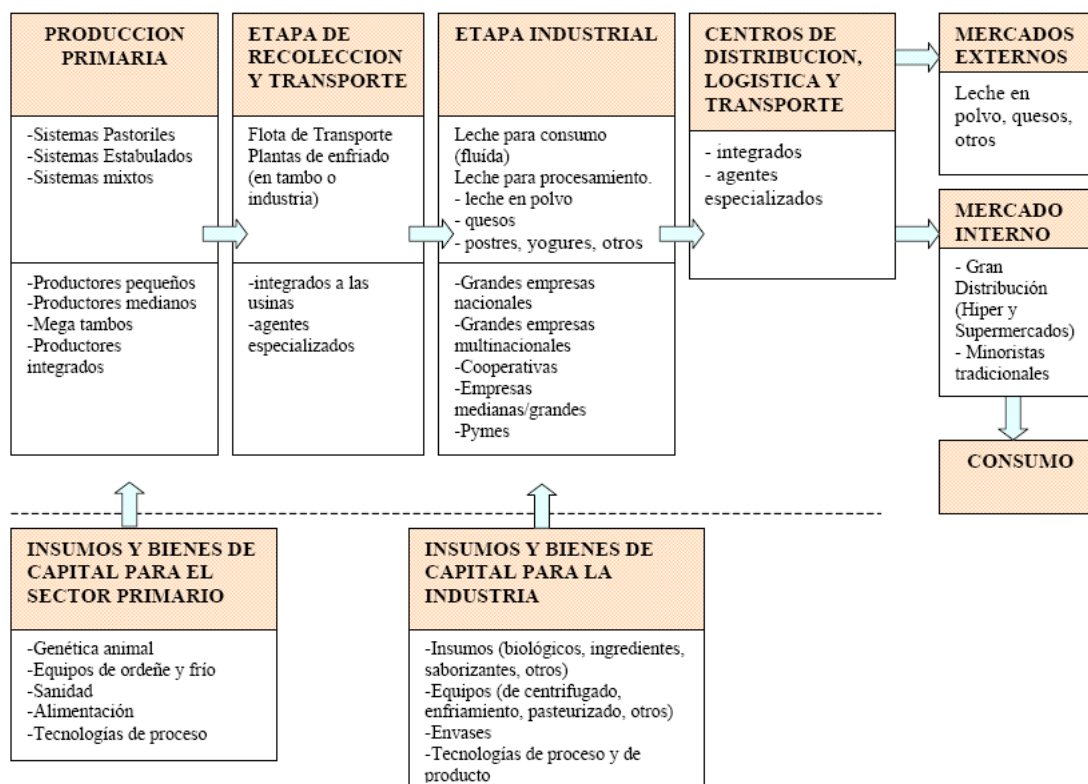 PRODUCCION
PRIMARIA
-Sistemas Pastoriles
-Sistemas Estabulados
-Sistemas mixtos
-Productores pequeños
-Productores medianos
-Mega tambos
-Productores
integrados
ETAPA DE
RECOLECCION
Y TRANSPORTE
Flota de Transporte
Plantas de enfriado
(en tambo o
industria)
-integrados a las
usinas
-agentes
especializados
ETAPA INDUSTRIAL
Leche para consumo
(fluída)
Leche para procesamiento.
- leche en polvo
- quesos
- postres, yogures, otros
-Grandes empresas
nacionales
-Grandes empresas
multinacionales
-Cooperativas
-Empresas
medianas/grandes
-Pymes
CENTROS DE
DISTRIBUCION,
LOGISTICA Y
TRANSPORTE
- integrados
- agentes
especializados
MERCADOS
EXTERNOS
Leche en
polvo, quesos,
otros
MERCADO
INTERNO
- Gran
Distribución
(Hiper y
Supermercados)
- Minoristas
tradicionales
CONSUMO
INSUMOS Y BIENES DE
CAPITAL PARA EL
SECTOR PRIMARIO
-Genética animal
-Equipos de ordeñe y frío
-Sanidad
-Alimentación
-Tecnologías de proceso
INSUMOS Y BIENES DE
CAPITAL PARA LA
INDUSTRIA
-Insumos (biológicos, ingredientes,
saborizantes, otros)
-Equipos (de centrifugado,
enfriamiento, pasteurizado, otros)
-Envases
-Tecnologías de proceso y de
producto